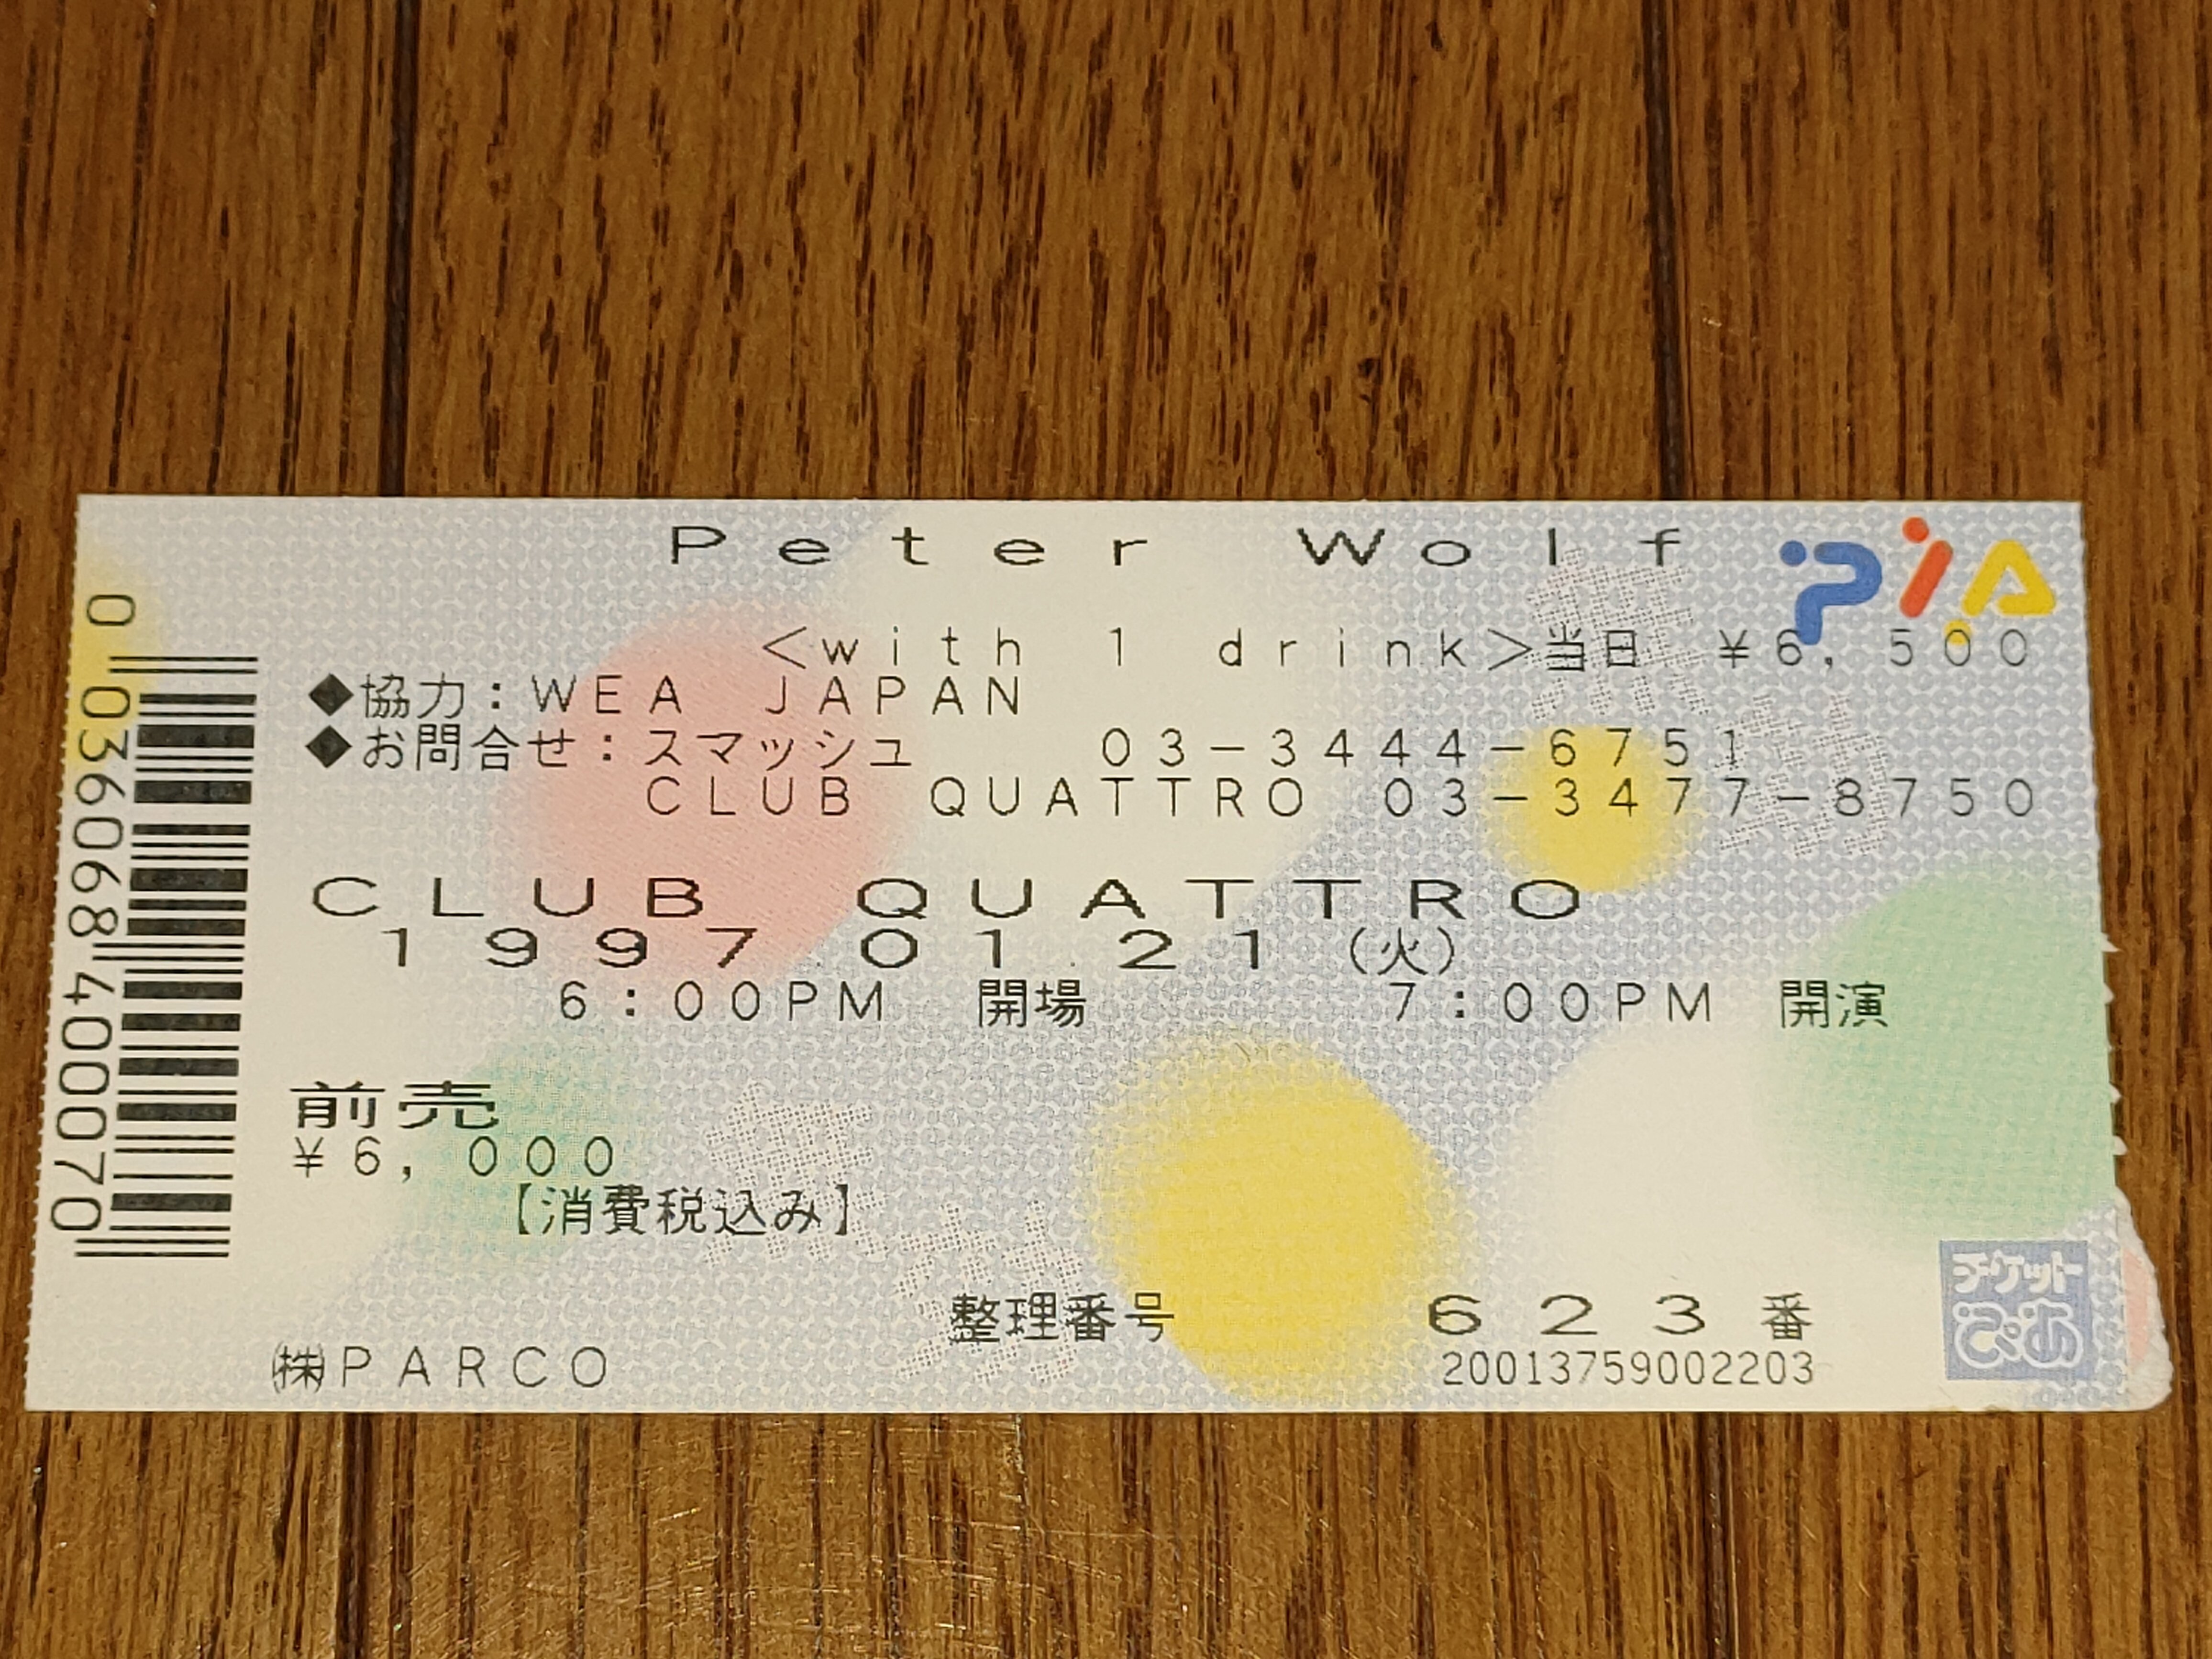 Peter Wolf
PIA
<with 1 drink>当日 ¥6,500
◆協力:WEA JAPAN
◆お問合せ:スマッシュ 03-3444-6751
CLUB QUATTRO 03-3477-8750
CLUB QUATTRO
1997.01.21(火)
6:00PM 開場 7:00PM 開演
前売
¥6,000
【消費税込み】
整理番号 623番
㈱PARCO
20013759002203
チケット
ぴあ
0 036068 400070